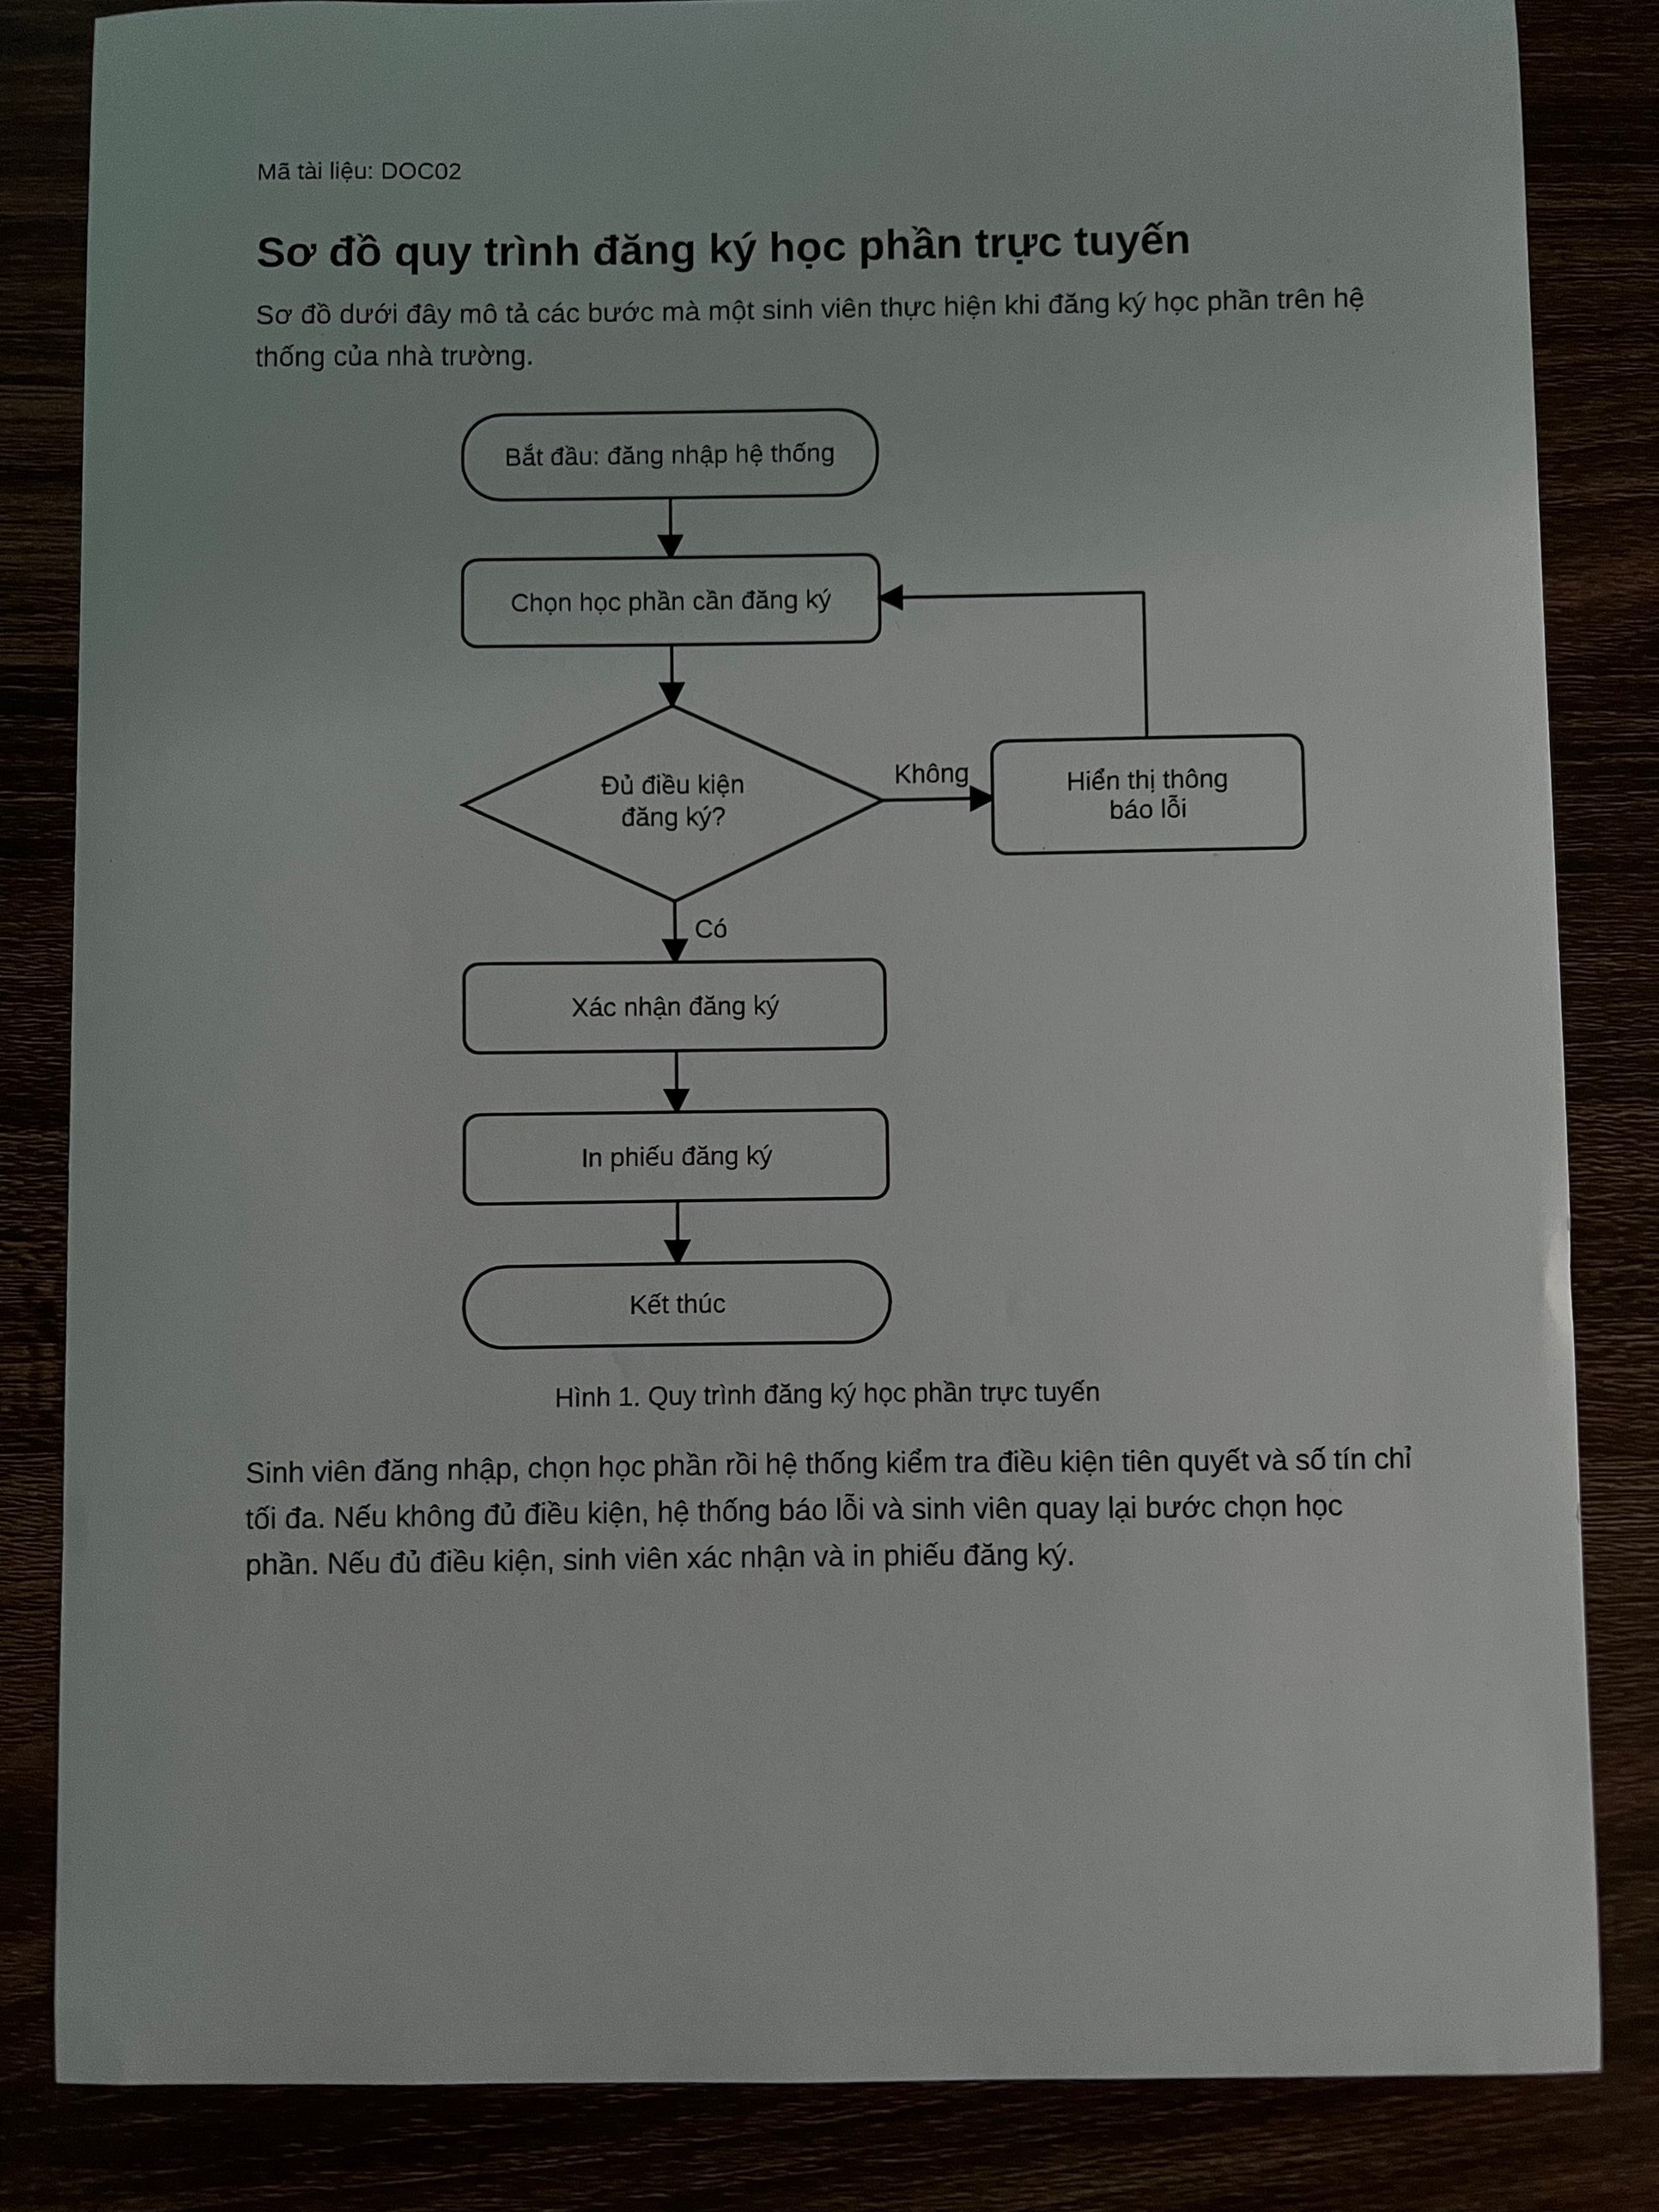 Mã tài liệu: DOC02
Sơ đồ quy trình đăng ký học phần trực tuyến
Sơ đồ dưới đây mô tả các bước mà một sinh viên thực hiện khi đăng ký học phần trên hệ
thống của nhà trường.
Bắt đầu: đăng nhập hệ thống
Chọn học phần cần đăng ký
Đủ điều kiện
đăng ký?
Không
Hiển thị thông
báo lỗi
Có
Xác nhận đăng ký
In phiếu đăng ký
Kết thúc
Hình 1. Quy trình đăng ký học phần trực tuyến
Sinh viên đăng nhập, chọn học phần rồi hệ thống kiểm tra điều kiện tiên quyết và số tín chỉ
tối đa. Nếu không đủ điều kiện, hệ thống báo lỗi và sinh viên quay lại bước chọn học
phần. Nếu đủ điều kiện, sinh viên xác nhận và in phiếu đăng ký.